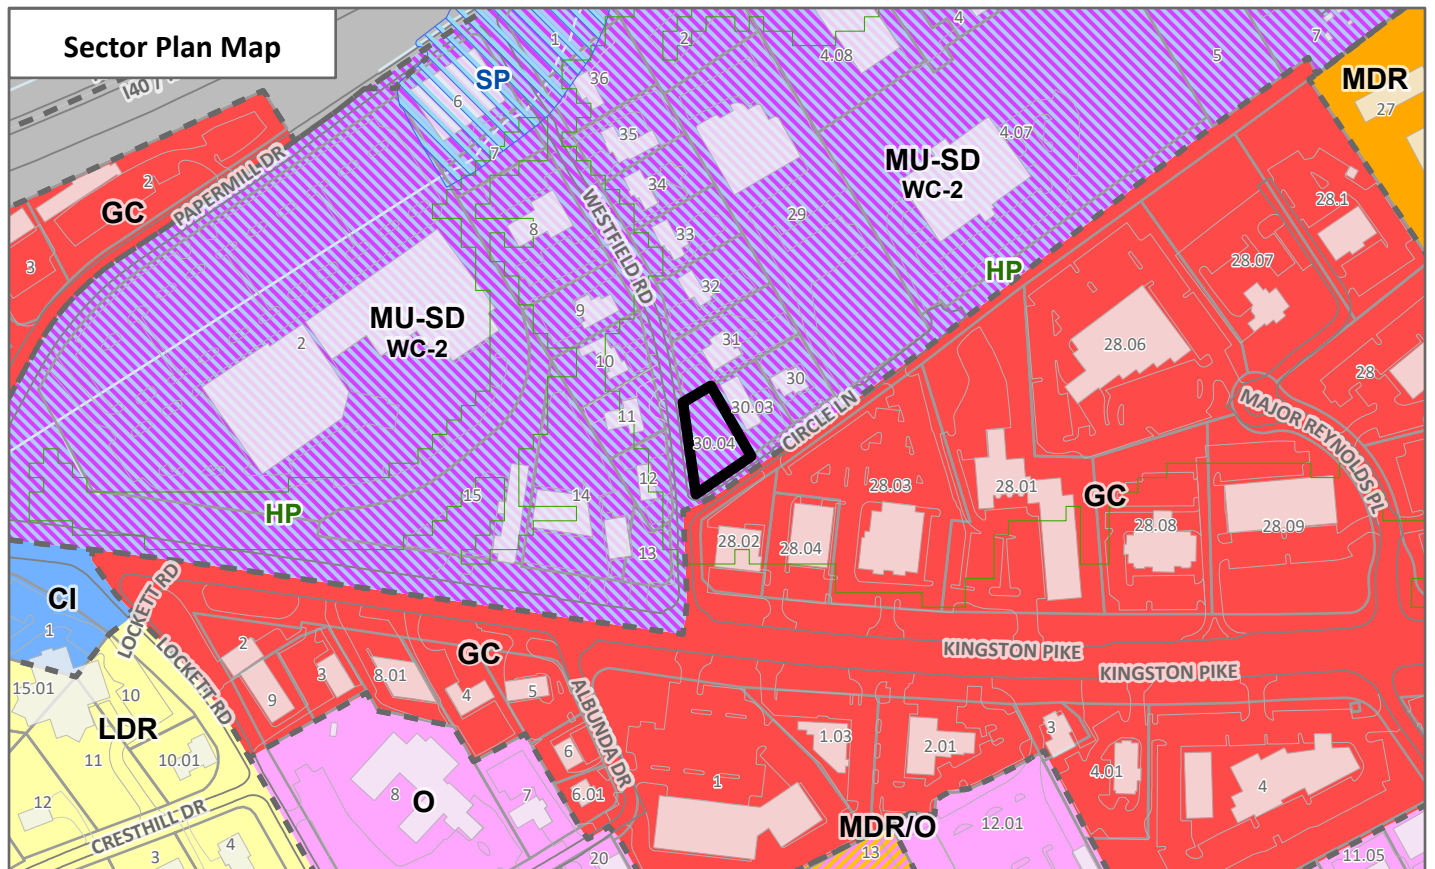 Sector Plan Map
I40 /
SP
MDR
GC
PAPERMILL DR
WESTFIELD RD
MU-SD
WC-2
HP
MU-SD
WC-2
CIRCLE LN
MAJOR REYNOLDS PL
GC
HP
CI
LOCKETT RD
LOCKETT RD
GC
KINGSTON PIKE
KINGSTON PIKE
ALBUNDA DR
LDR
CRESTHILL DR
O
MDR/O
1
2
4
4.08
5
7
27
6
36
7
35
4.07
2
34
28.1
3
8
33
29
28.07
32
9
2
31
10
28.06
28
30
30.03
11
30.04
12
15
14
13
28.03
28.01
28.02
28.04
28.08
28.09
1
2
3
8.01
9
4
5
15.01
10
11
10.01
12
3
4
8
7
6
6.01
20
1
1.03
2.01
3
4.01
4
13
12.01
11.05